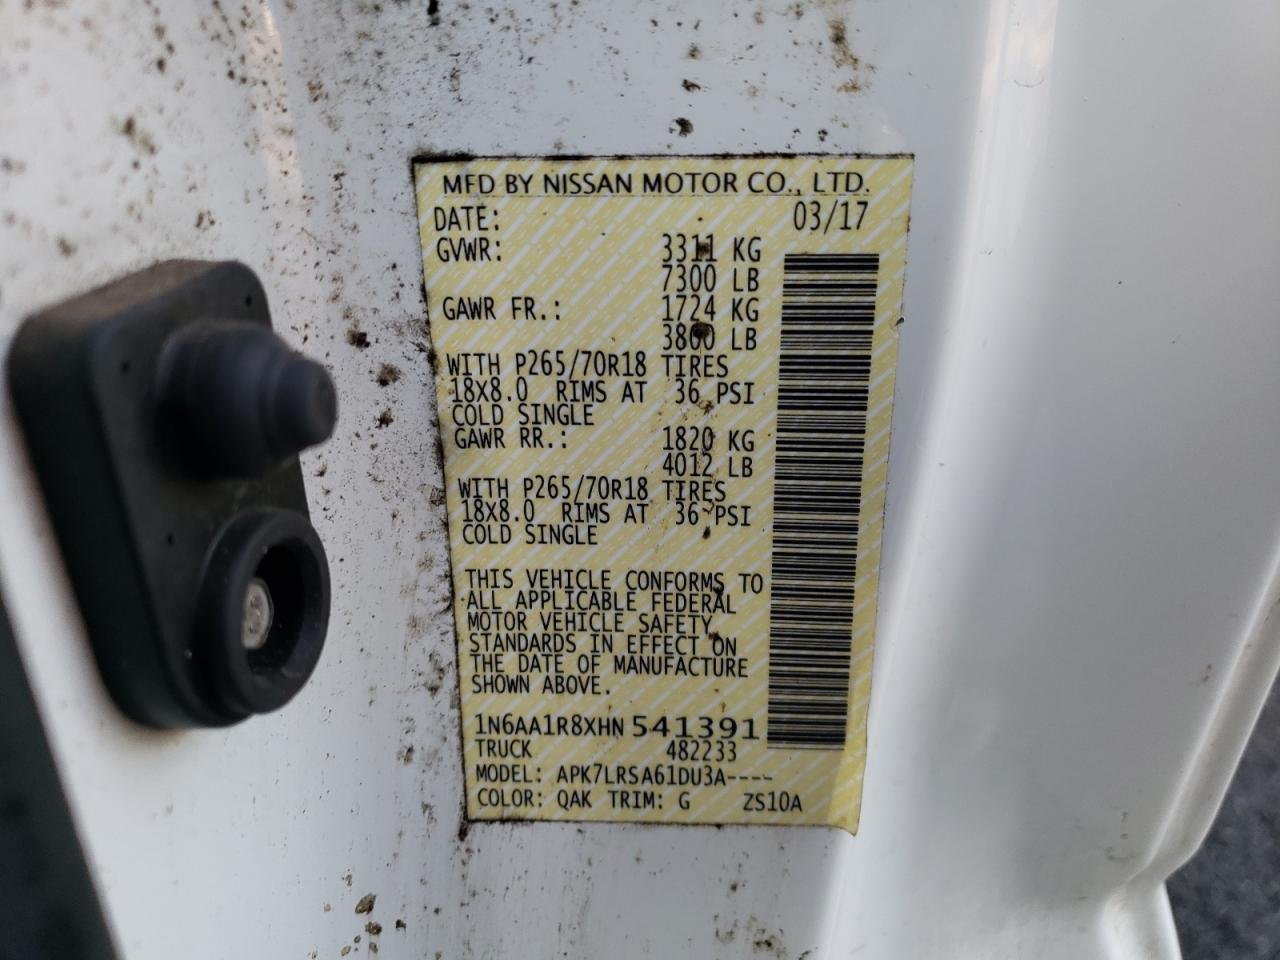 MFD BY NISSAN MOTOR CO., LTD.
DATE: 03/17
GVWR: 3311 KG
7300 LB
GAWR FR.: 1724 KG
3800 LB
WITH P265/70R18 TIRES
18X8.0 RIMS AT 36 PSI
COLD SINGLE
GAWR RR.: 1820 KG
4012 LB
WITH P265/70R18 TIRES
18X8.0 RIMS AT 36 PSI
COLD SINGLE
THIS VEHICLE CONFORMS TO
ALL APPLICABLE FEDERAL
MOTOR VEHICLE SAFETY
STANDARDS IN EFFECT ON
THE DATE OF MANUFACTURE
SHOWN ABOVE.
1N6AA1R8XHN541391
TRUCK 482233
MODEL: APK7LRSA61DU3A----
COLOR: QAK TRIM: G ZS10A